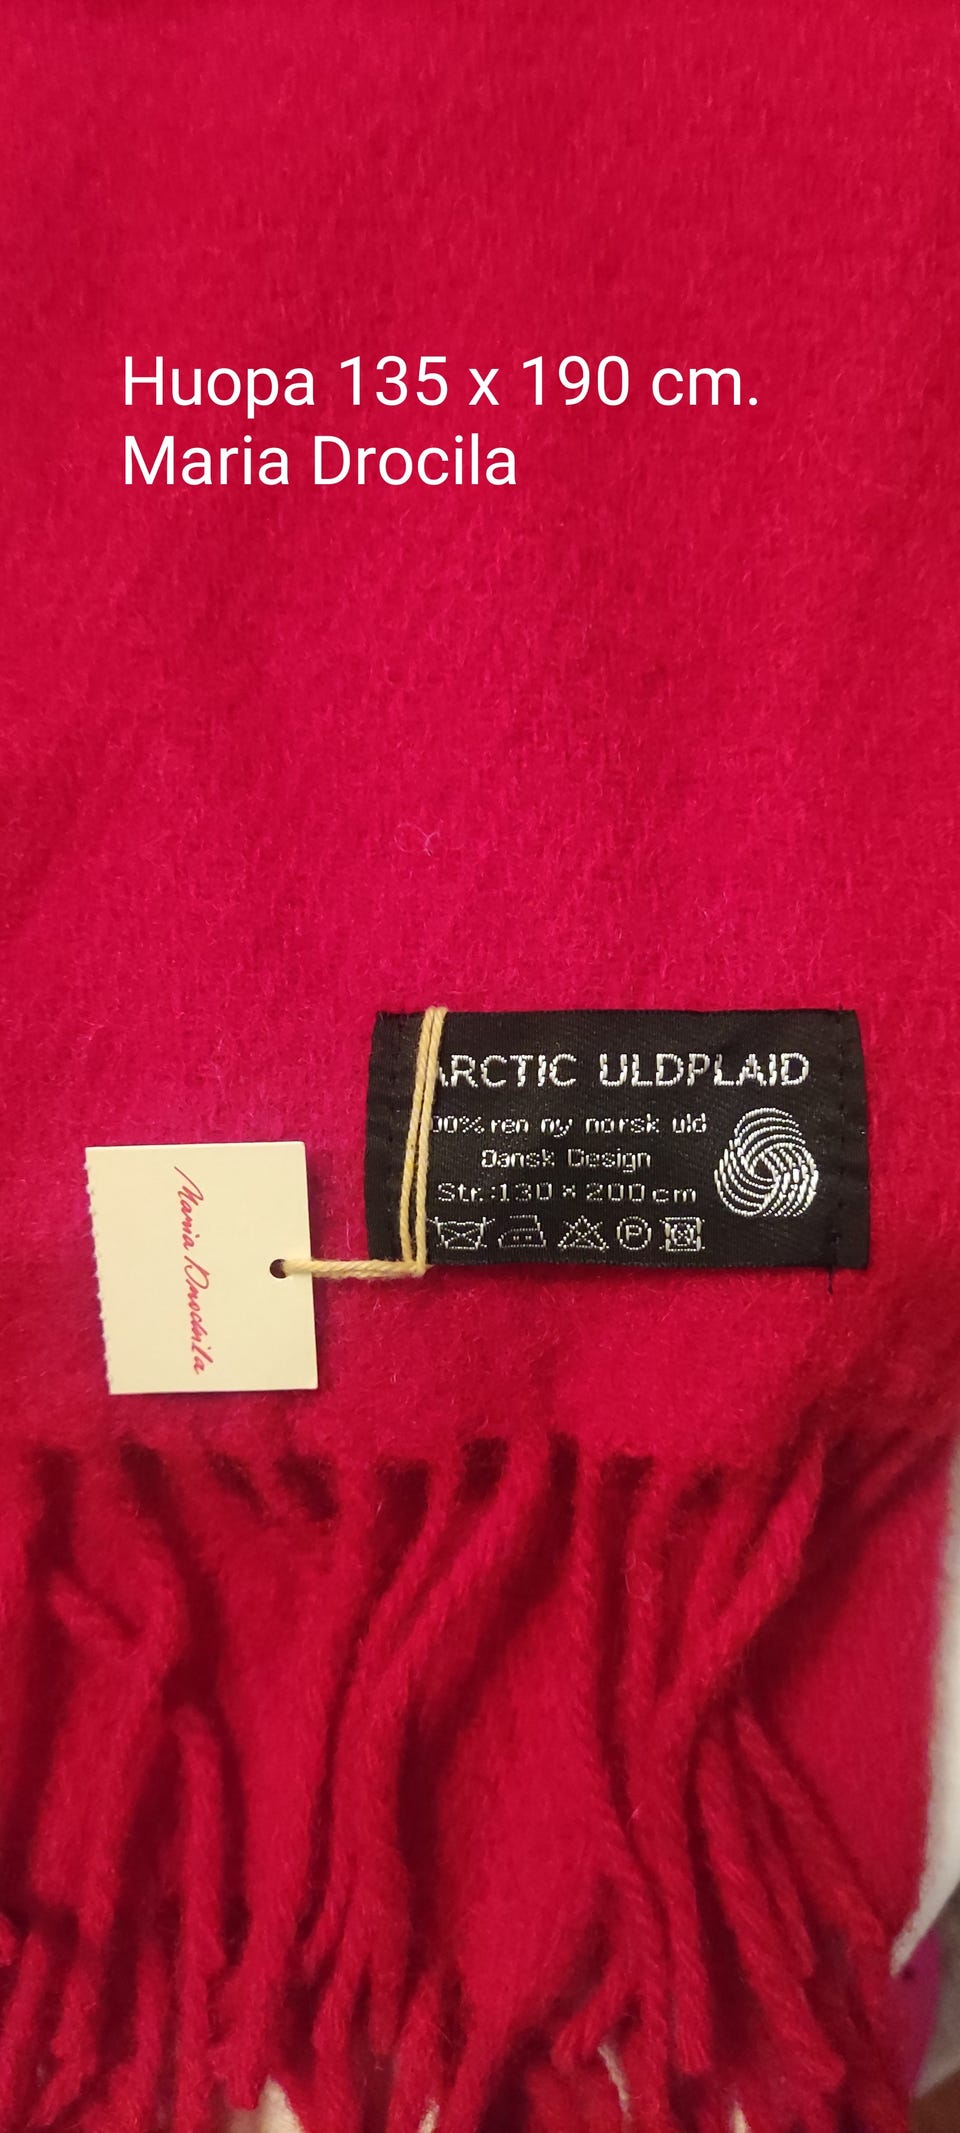 Huopa 135 x 190 cm.
Maria Drocila
ARCTIC ULDPLAID
00% ren ny norsk uld
Dansk Design
Str.:130 x 200 cm
Maria Drocila